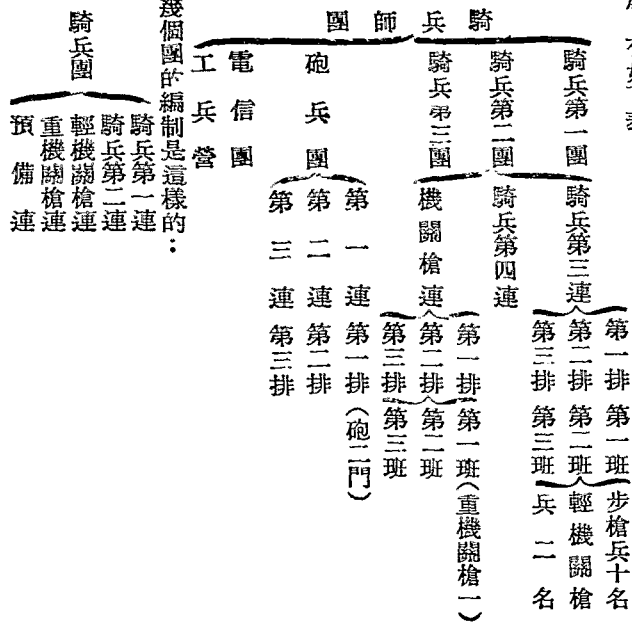 騎兵師團
騎兵第一團
騎兵第二團
騎兵第三團
砲兵團
電信團
工兵營
騎兵第三連
騎兵第四連
機關槍連
第一連
第二連
第三連
第一排
第二排
第三排
第一排
第二排
第三排
第一排(砲二門)
第二排
第三排
第一班
第二班
第三班
第一班(重機關槍一)
第二班
第三班
步槍兵十名
輕機關槍
兵二名
幾個團的編制是這樣的：
騎兵團
騎兵第一連
騎兵第二連
輕機關槍連
重機關槍連
預備連